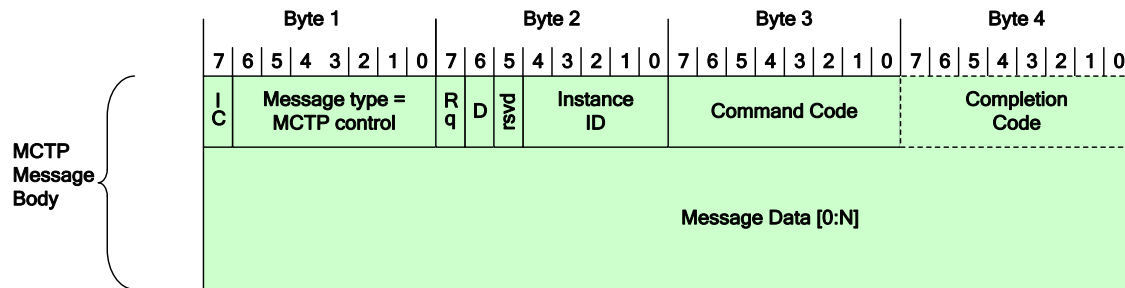 Byte 1 Byte 2 Byte 3 Byte 4
7 6 5 4 3 2 1 0 7 6 5 4 3 2 1 0 7 6 5 4 3 2 1 0 7 6 5 4 3 2 1 0
IC
Message type =
MCTP control
Rq
D
rsvd
Instance
ID
Command Code
Completion
Code
MCTP
Message
Body
Message Data [0:N]